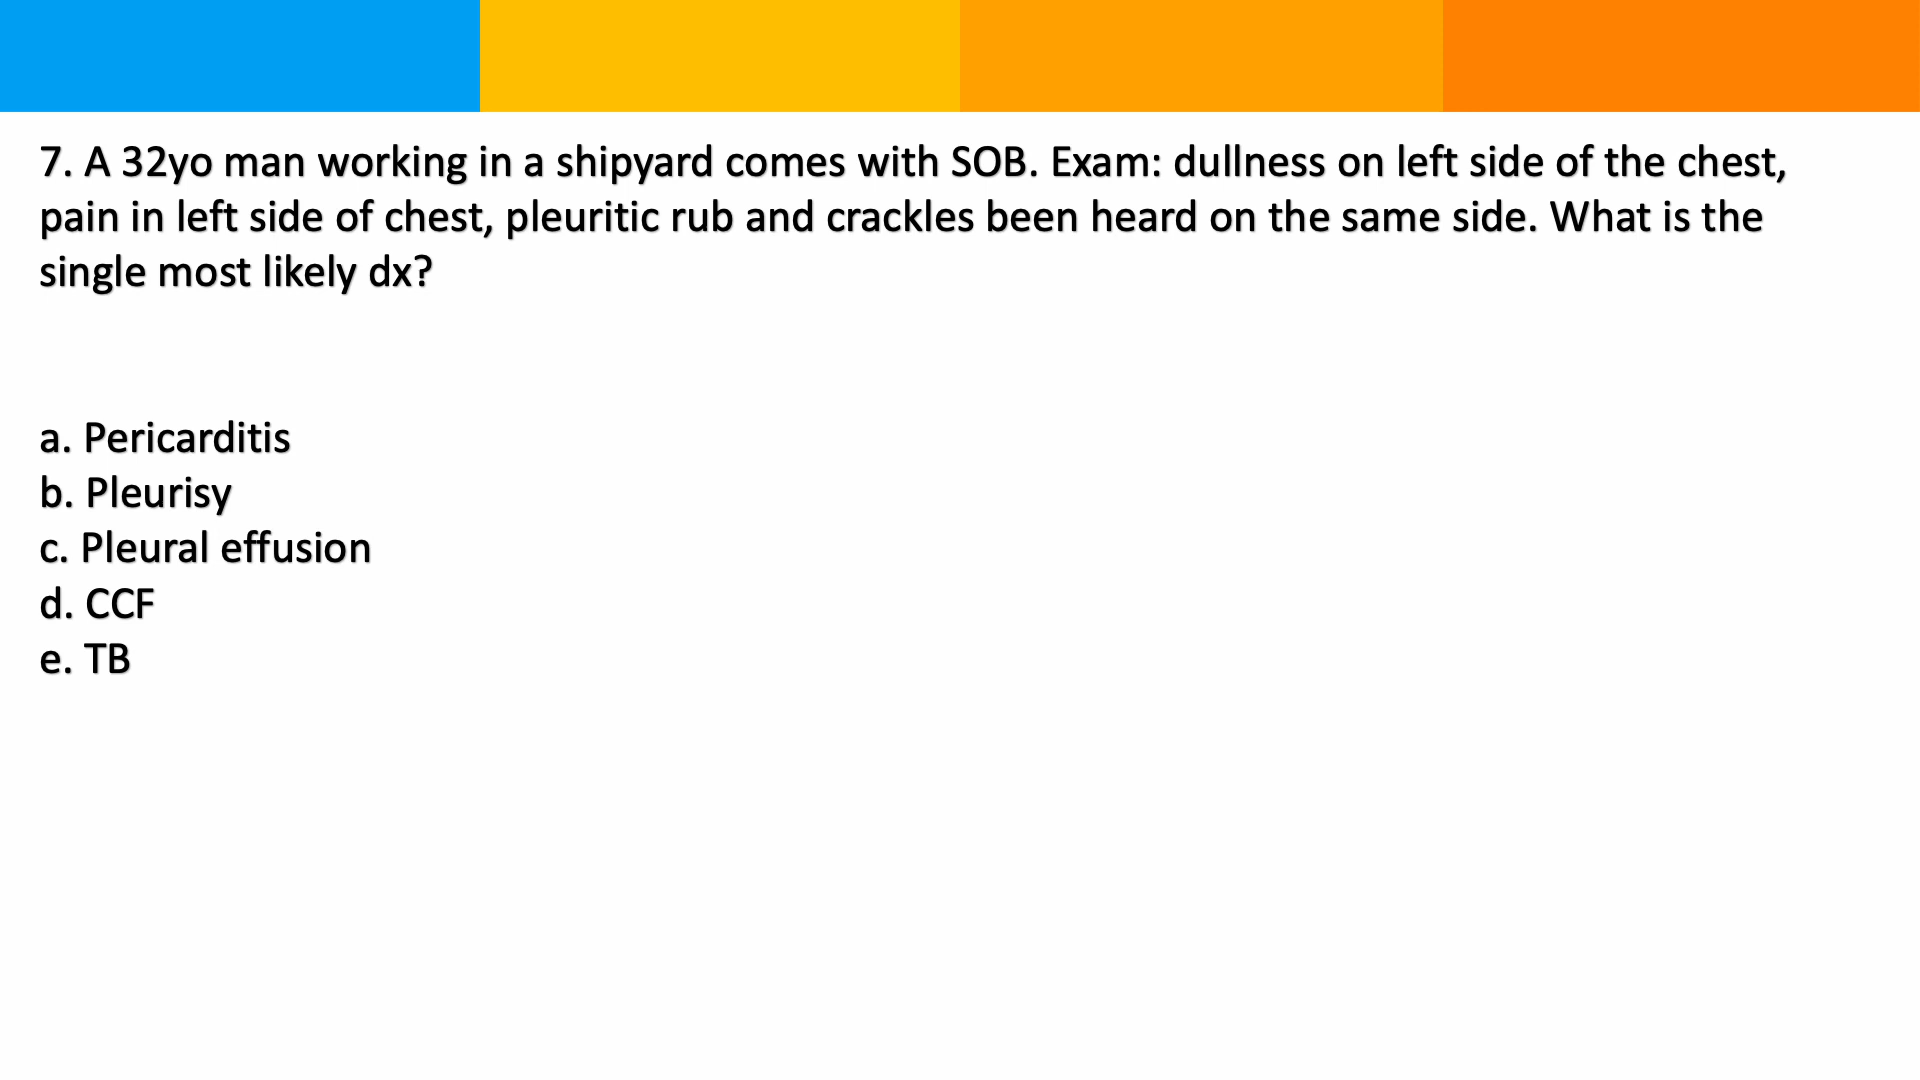 7. A 32yo man working in a shipyard comes with SOB. Exam: dullness on left side of the chest,
pain in left side of chest, pleuritic rub and crackles been heard on the same side. What is the
single most likely dx?
a. Pericarditis
b. Pleurisy
c. Pleural effusion
d. CCF
e. TB